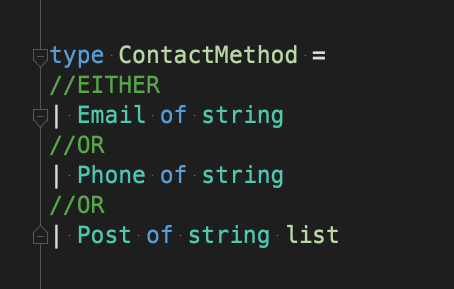 type ContactMethod =
//EITHER
| Email of string
//OR
| Phone of string
//OR
| Post of string list